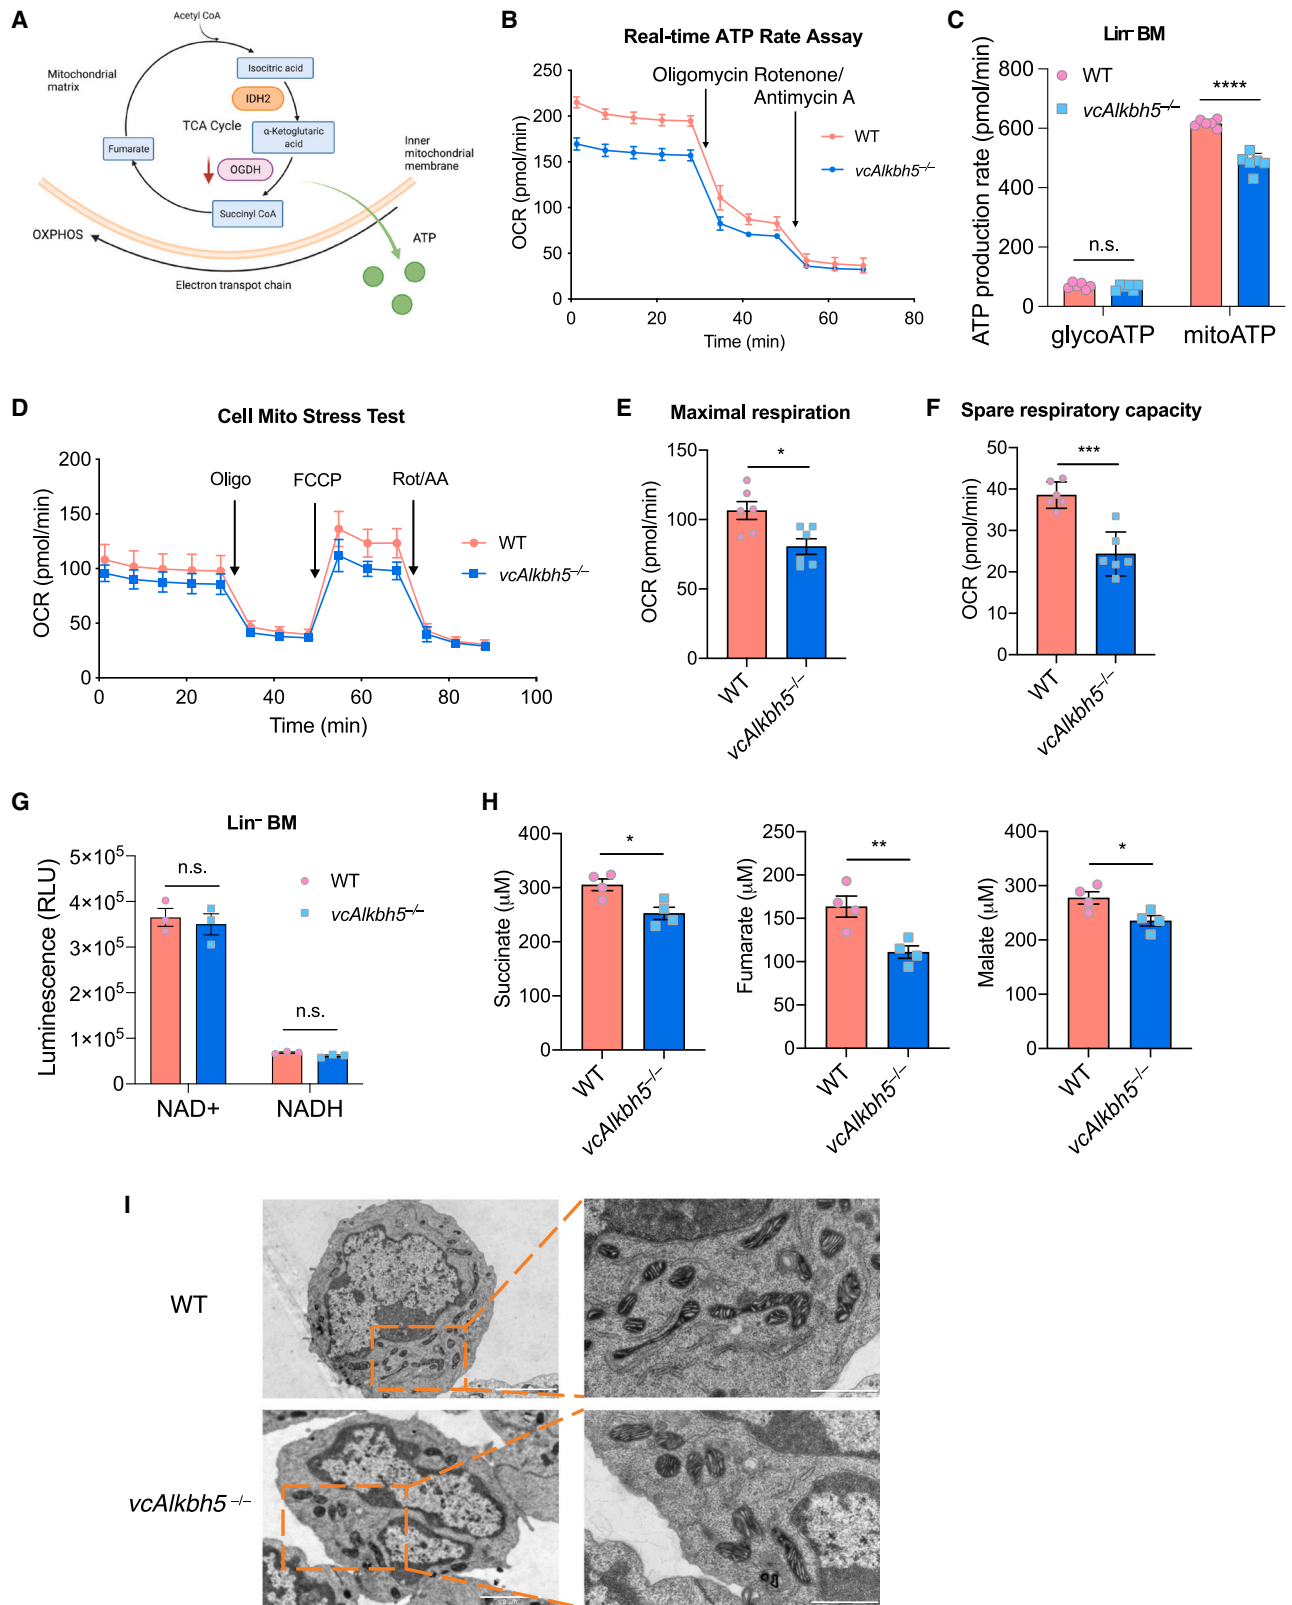 A
Acetyl CoA
Mitochondrial
matrix
Isocitric acid
IDH2
TCA Cycle
α-Ketoglutaric
acid
Fumarate
OGDH
Inner
mitochondrial
membrane
Succinyl CoA
OXPHOS
ATP
Electron transpot chain
B
Real-time ATP Rate Assay
OCR (pmol/min)
250
200
150
100
50
0
Oligomycin
Rotenone/
Antimycin A
WT
vcAlkbh5–/–
0 20 40 60 80
Time (min)
C
Lin– BM
ATP production rate (pmol/min)
800
600
400
200
0
WT
vcAlkbh5–/–
n.s.
****
glycoATP mitoATP
D
Cell Mito Stress Test
OCR (pmol/min)
200
150
100
50
0
Oligo
FCCP
Rot/AA
WT
vcAlkbh5–/–
0 20 40 60 80 100
Time (min)
E
Maximal respiration
OCR (pmol/min)
150
100
50
0
*
WT
vcAlkbh5–/–
F
Spare respiratory capacity
OCR (pmol/min)
50
40
30
20
10
0
***
WT
vcAlkbh5–/–
G
Lin– BM
Luminescence (RLU)
5×10⁵
4×10⁵
3×10⁵
2×10⁵
1×10⁵
0
n.s.
n.s.
WT
vcAlkbh5–/–
NAD+ NADH
H
Succinate (μM)
400
300
200
100
0
*
WT
vcAlkbh5–/–
Fumarate (μM)
250
200
150
100
50
0
**
WT
vcAlkbh5–/–
Malate (μM)
400
300
200
100
0
*
WT
vcAlkbh5–/–
I
WT
vcAlkbh5 –/–